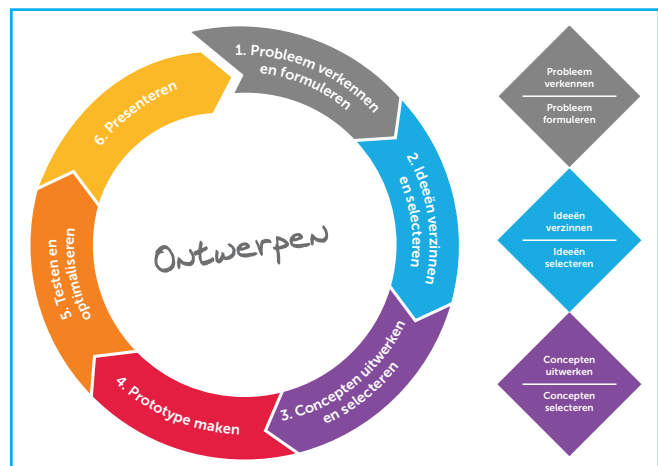 1. Probleem verkennen
en formuleren
2. Ideeën verzinnen
en selecteren
3. Concepten uitwerken
en selecteren
4. Prototype maken
5. Testen en
optimaliseren
6. Presenteren
Ontwerpen
Probleem
verkennen
Probleem
formuleren
Ideeën
verzinnen
Ideeën
selecteren
Concepten
uitwerken
Concepten
selecteren